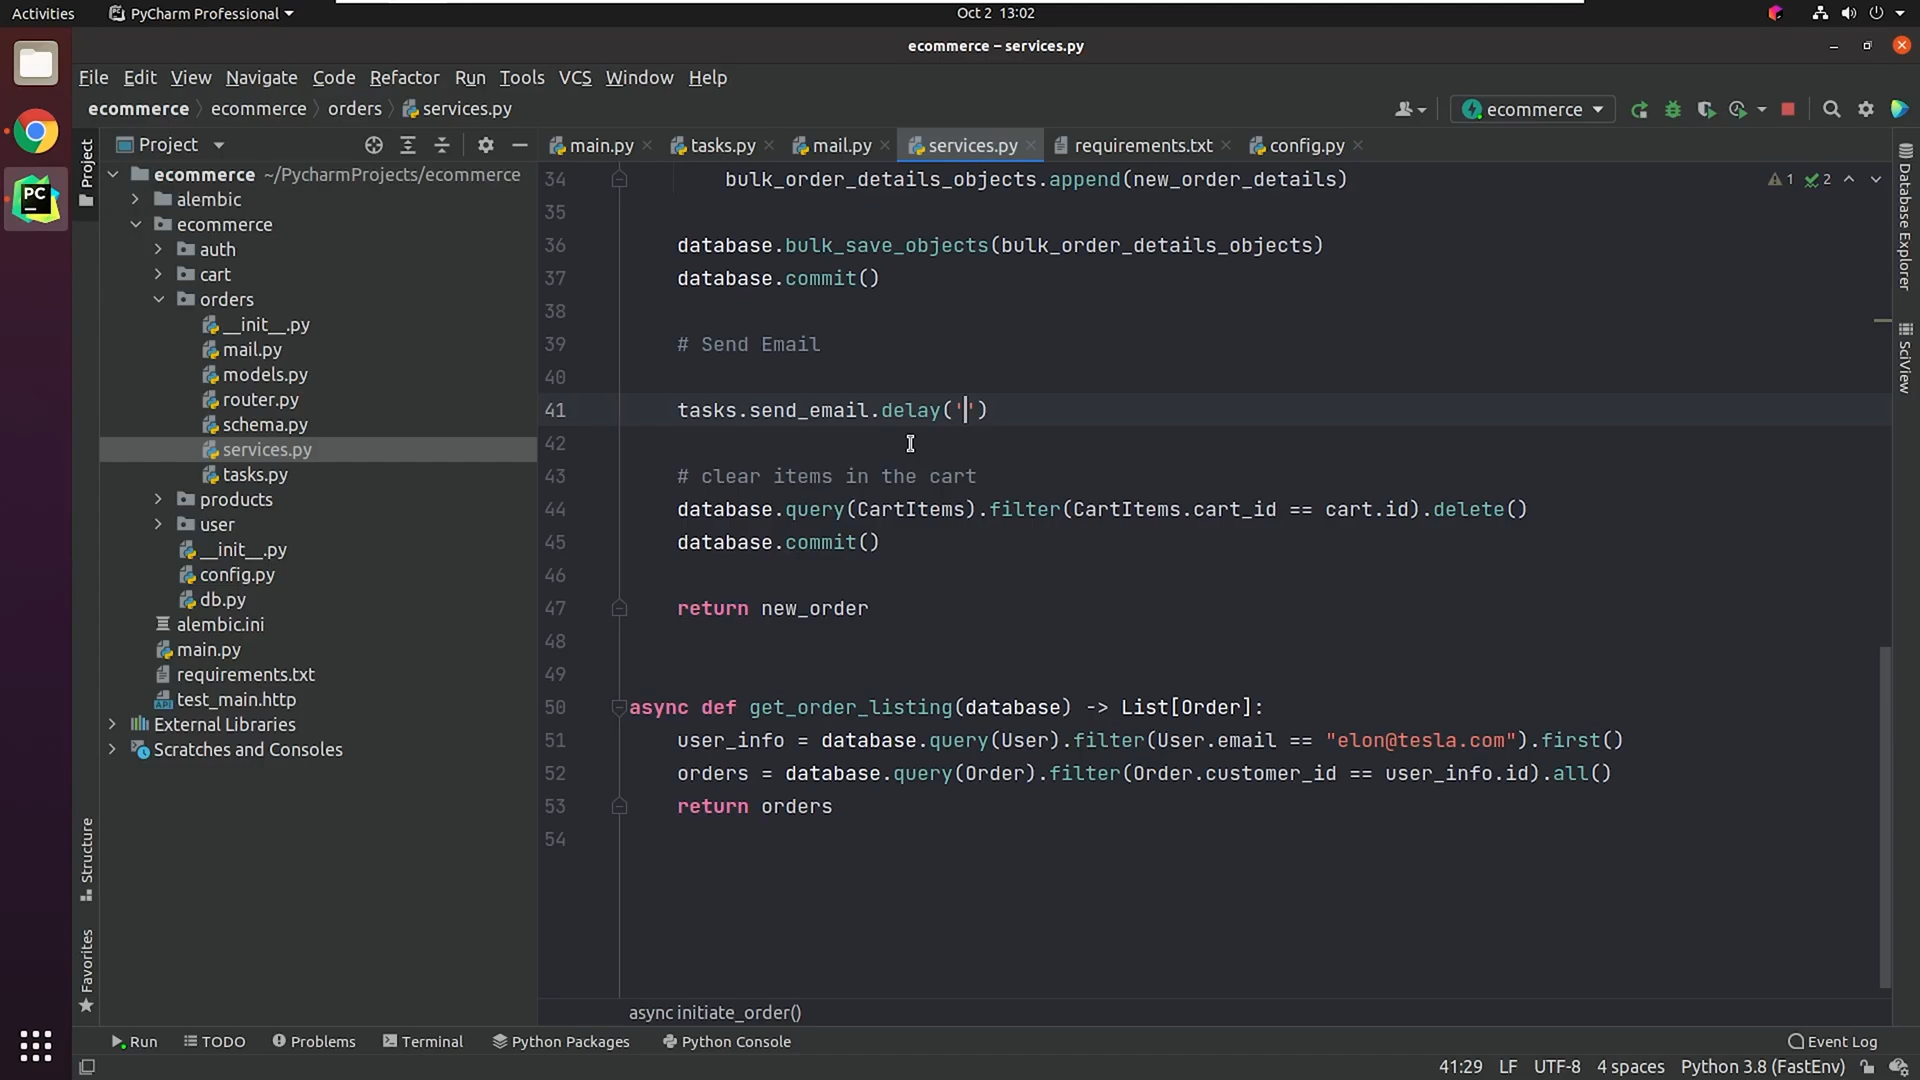 Activities
PyCharm Professional
Oct 2 13:02
ecommerce – services.py
File Edit View Navigate Code Refactor Run Tools VCS Window Help
ecommerce ecommerce orders services.py
ecommerce
Project
main.py tasks.py mail.py services.py requirements.txt config.py
ecommerce ~/PycharmProjects/ecommerce
alembic
ecommerce
auth
cart
orders
__init__.py
mail.py
models.py
router.py
schema.py
services.py
tasks.py
products
user
__init__.py
config.py
db.py
alembic.ini
main.py
requirements.txt
test_main.http
External Libraries
Scratches and Consoles
Project
Structure
Favorites
34 bulk_order_details_objects.append(new_order_details)
35
36 database.bulk_save_objects(bulk_order_details_objects)
37 database.commit()
38
39 # Send Email
40
41 tasks.send_email.delay('')
42
43 # clear items in the cart
44 database.query(CartItems).filter(CartItems.cart_id == cart.id).delete()
45 database.commit()
46
47 return new_order
48
49
50 async def get_order_listing(database) -> List[Order]:
51 user_info = database.query(User).filter(User.email == "elon@tesla.com").first()
52 orders = database.query(Order).filter(Order.customer_id == user_info.id).all()
53 return orders
54
1 2
Database Explorer
SciView
async initiate_order()
Run TODO Problems Terminal Python Packages Python Console Event Log
41:29 LF UTF-8 4 spaces Python 3.8 (FastEnv)
PC
API